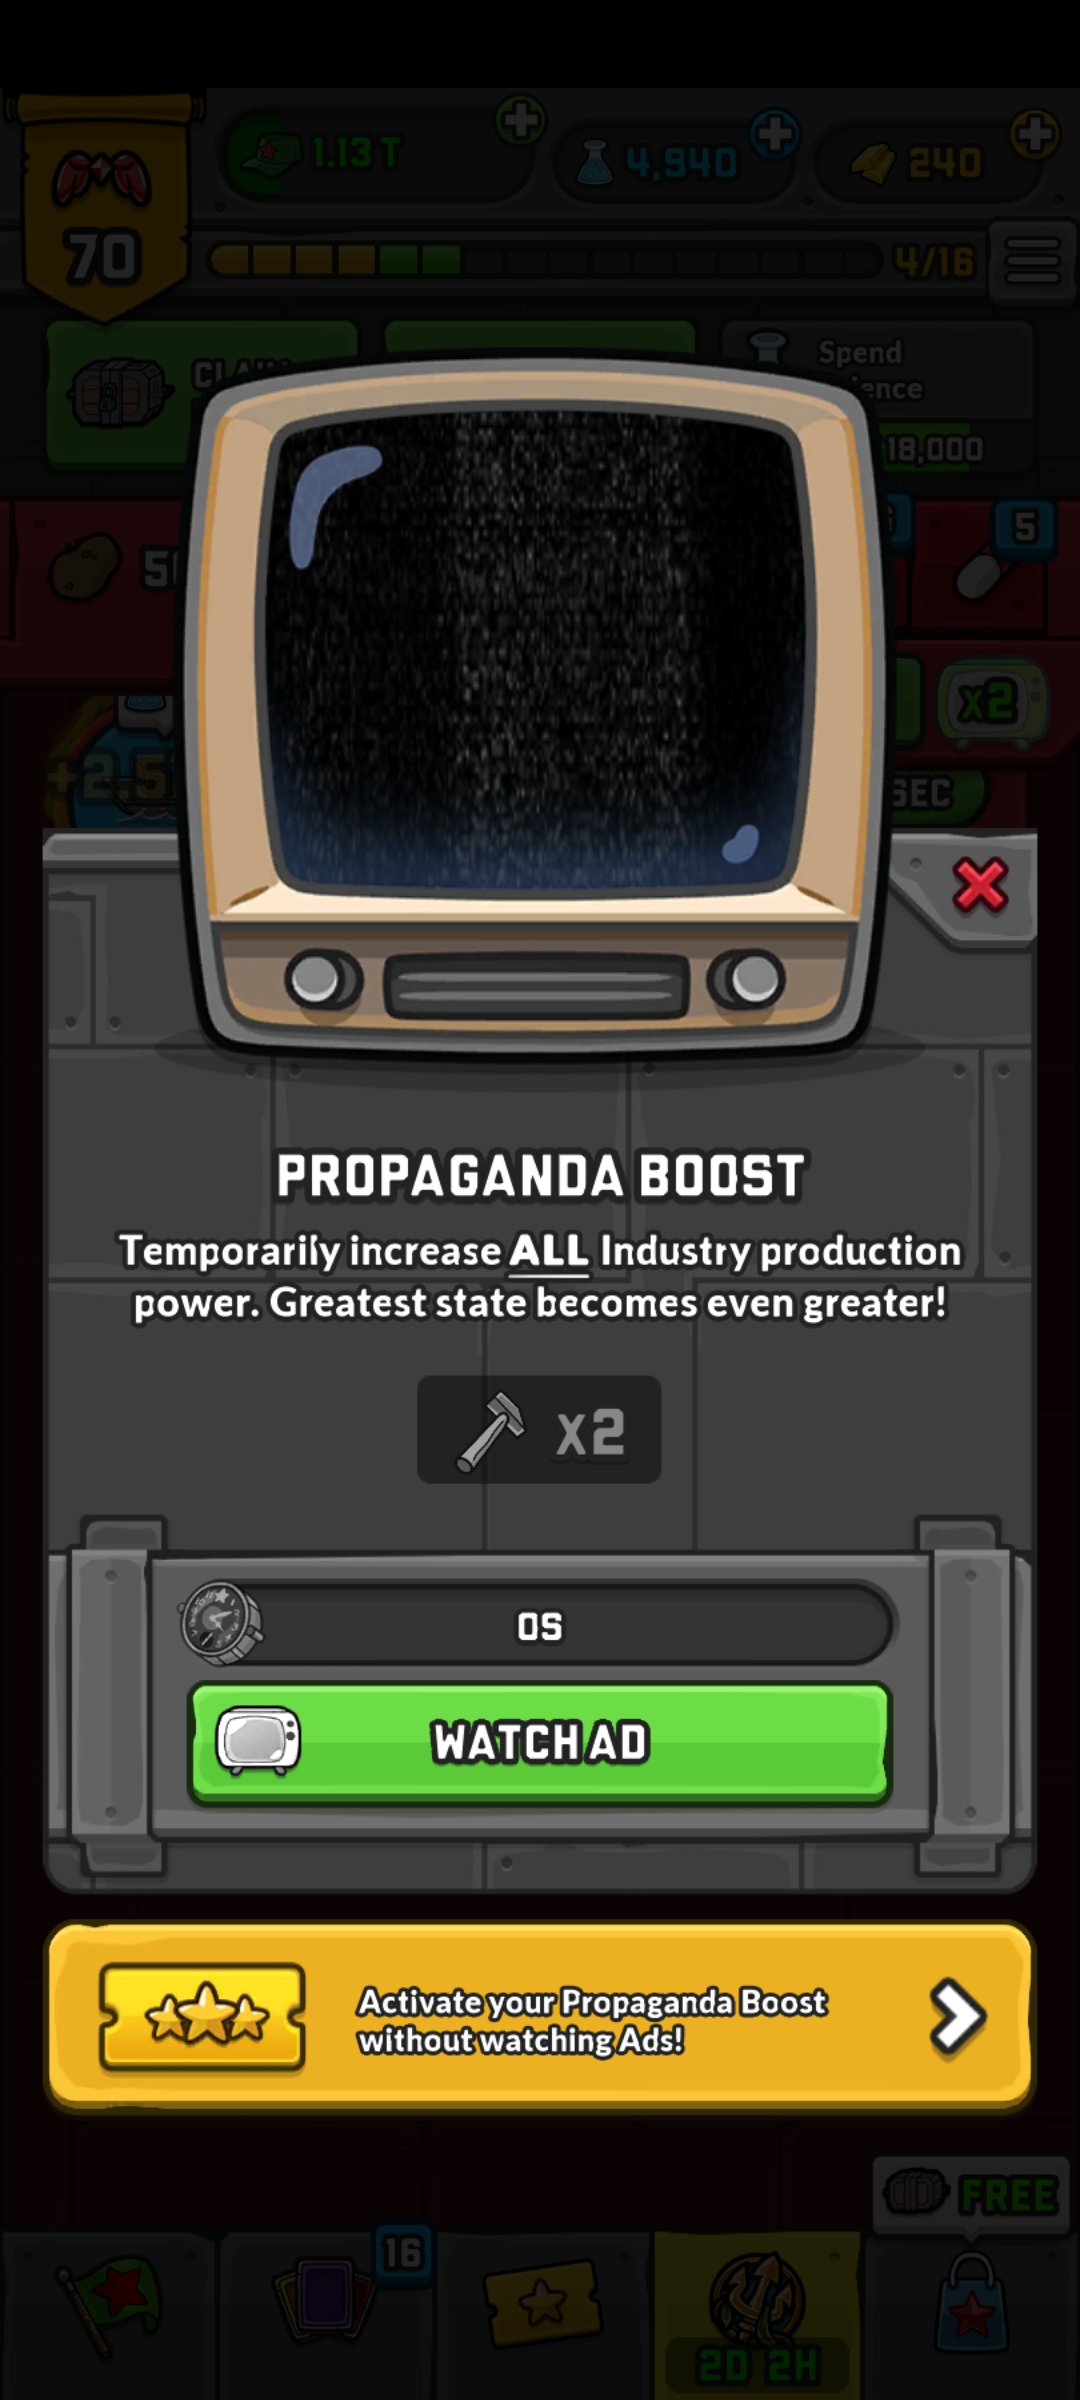 1.13 T
4,940
240
70
4/16
Spend
18,000
5
x2
SEC
PROPAGANDA BOOST
Temporarily increase ALL Industry production
power. Greatest state becomes even greater!
X2
0S
WATCH AD
Activate your Propaganda Boost
without watching Ads!
FREE
16
2D 2H